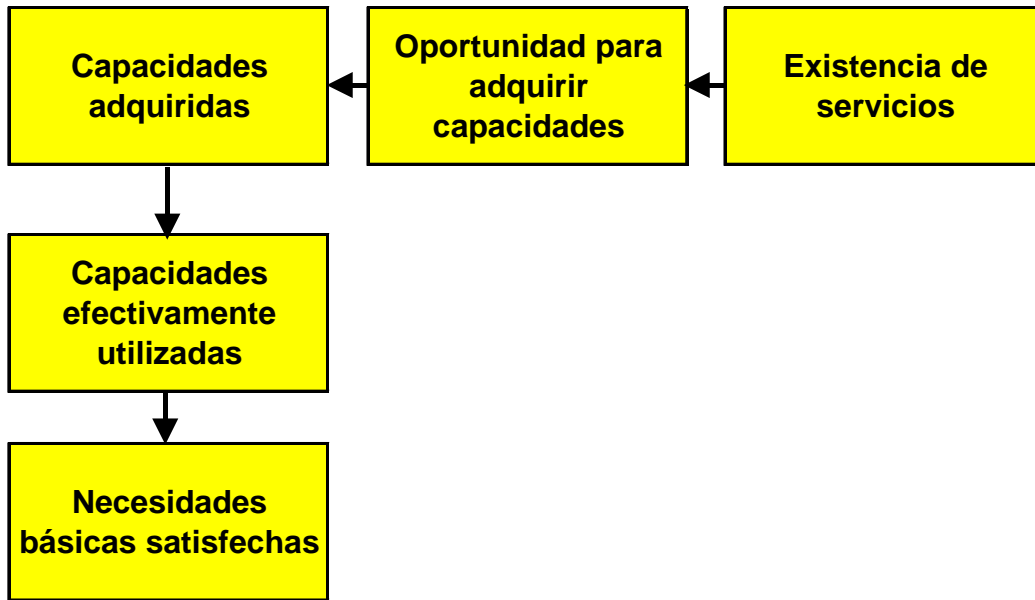 Capacidades
adquiridas
Oportunidad para
adquirir
capacidades
Existencia de
servicios
Capacidades
efectivamente
utilizadas
Necesidades
básicas satisfechas